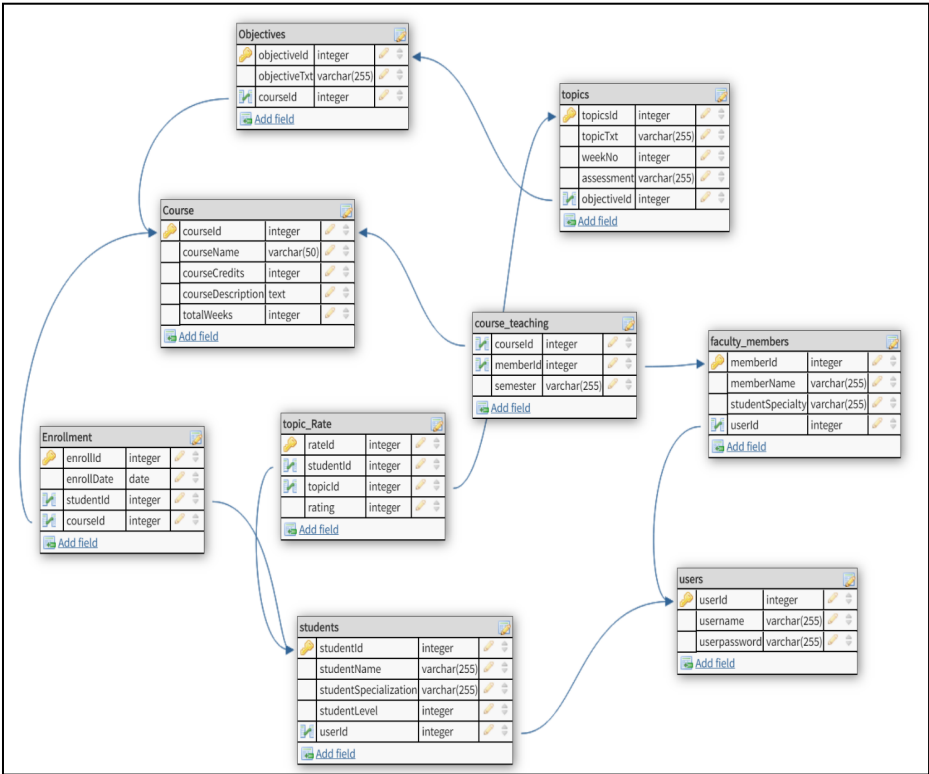 Objectives
objectiveId integer
objectiveTxt varchar(255)
courseId integer
Add field
topics
topicsId integer
topicTxt varchar(255)
weekNo integer
assessment varchar(255)
objectiveId integer
Add field
Course
courseId integer
courseName varchar(50)
courseCredits integer
courseDescription text
totalWeeks integer
Add field
course_teaching
courseId integer
memberId integer
semester varchar(255)
Add field
faculty_members
memberId integer
memberName varchar(255)
studentSpecialty varchar(255)
userId integer
Add field
Enrollment
enrollId integer
enrollDate date
studentId integer
courseId integer
Add field
topic_Rate
rateId integer
studentId integer
topicId integer
rating integer
Add field
users
userId integer
username varchar(255)
userpassword varchar(255)
Add field
students
studentId integer
studentName varchar(255)
studentSpecialization varchar(255)
studentLevel integer
userId integer
Add field